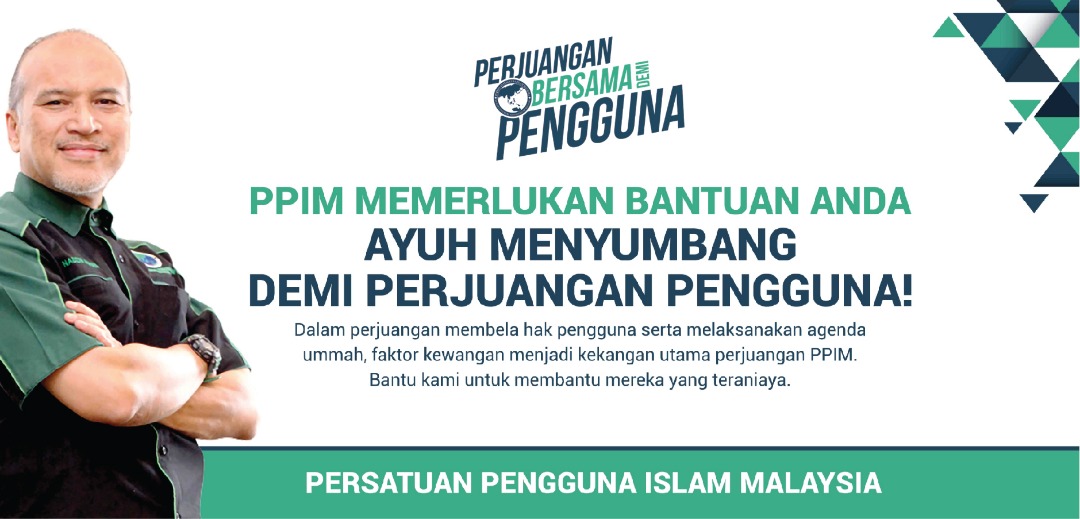 PERJUANGAN
BERSAMA DEMI
PENGGUNA
PPIM MEMERLUKAN BANTUAN ANDA
AYUH MENYUMBANG
DEMI PERJUANGAN PENGGUNA!
Dalam perjuangan membela hak pengguna serta melaksanakan agenda
ummah, faktor kewangan menjadi kekangan utama perjuangan PPIM.
Bantu kami untuk membantu mereka yang teraniaya.
PERSATUAN PENGGUNA ISLAM MALAYSIA